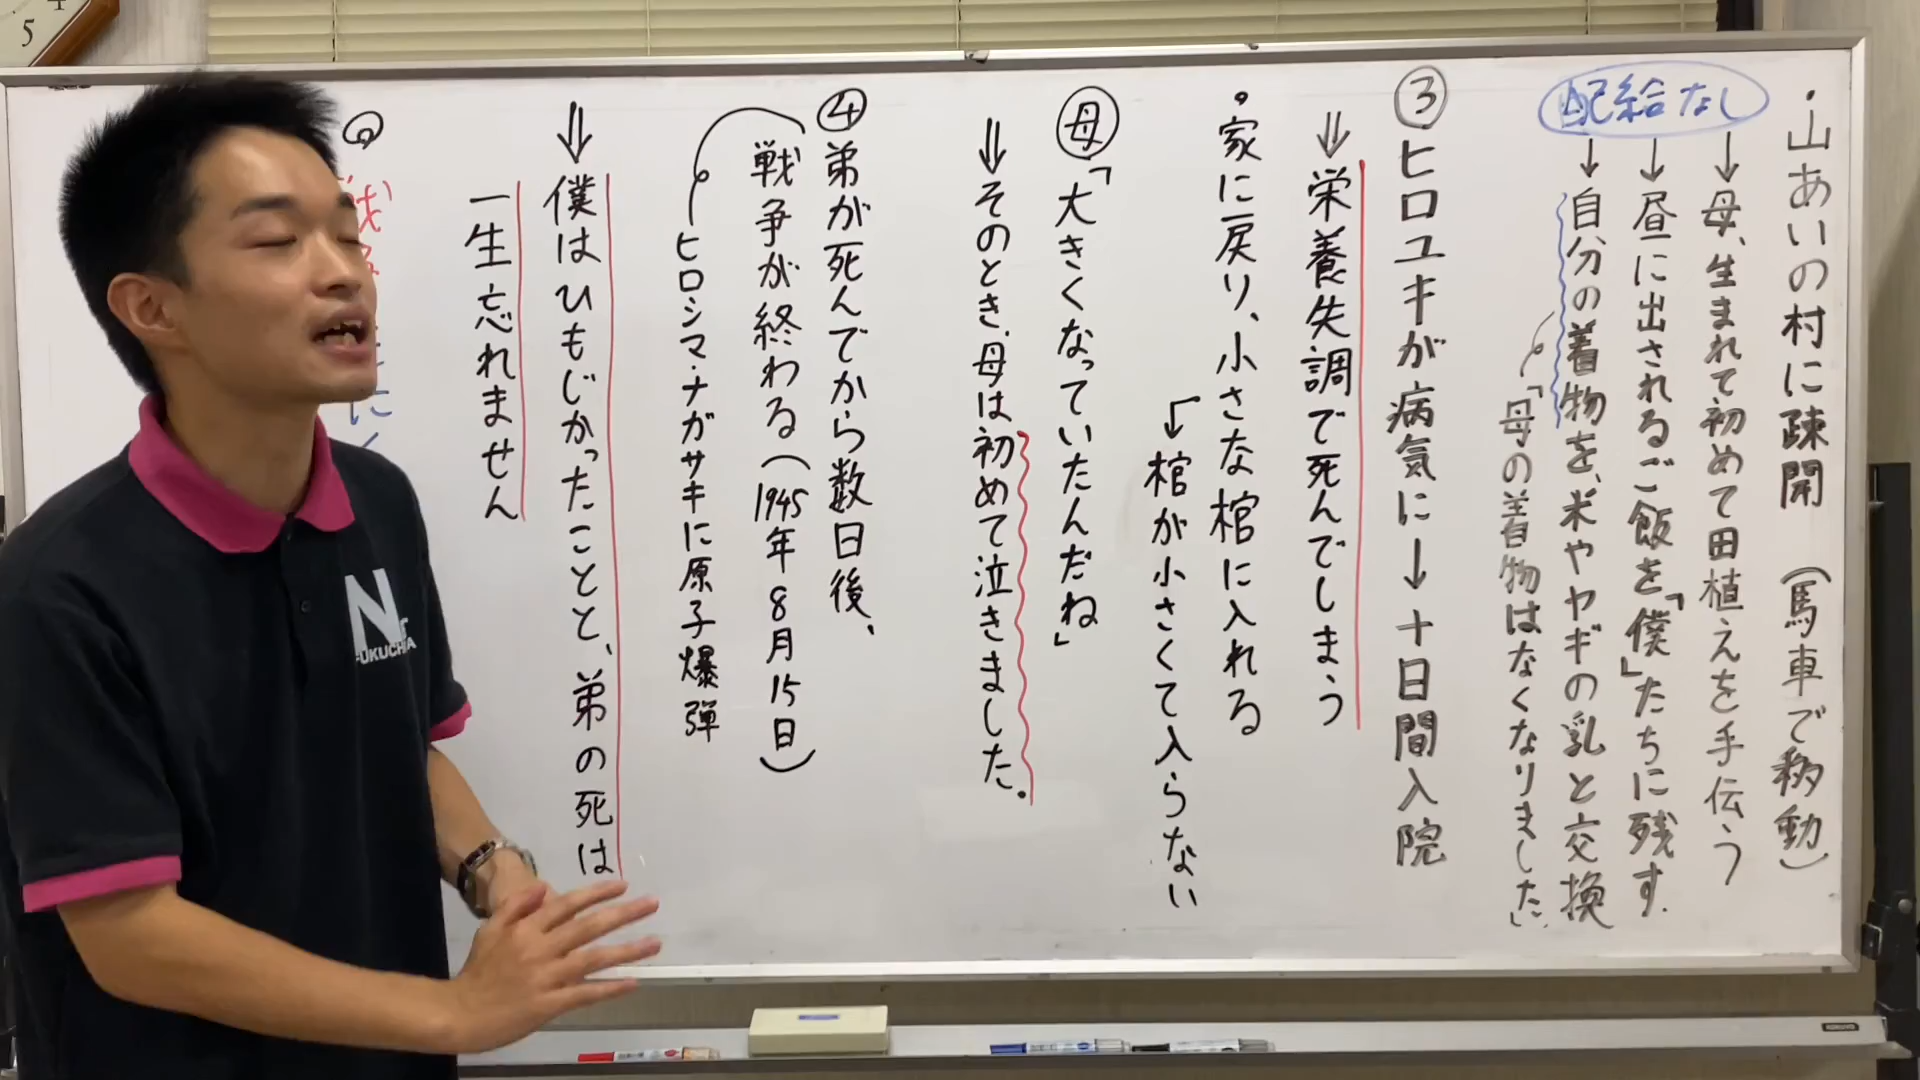 ・山あいの村に疎開（馬車で移動）
配給なし
↓母、生まれて初めて田植えを手伝う
↓昼に出されるご飯を「僕」たちに残す.
↓自分の着物を、米ややギの乳と交換
「母の着物はなくなりました」.
③ヒロユキが病気に→十日間入院
⇓栄養失調で死んでしまう
・家に戻り、小さな棺に入れる
棺が小さくて入らない
母「大きくなっていたんだね」
⇓そのとき、母は初めて泣きました.
④弟が死んでから数日後、
戦争が終わる（1945年8月15日）
ヒロシマ・ナガサキに原子爆弾
⇓僕はひもじかったことと、弟の死は
一生忘れません
N
FUKUCH
5
KOKUYO